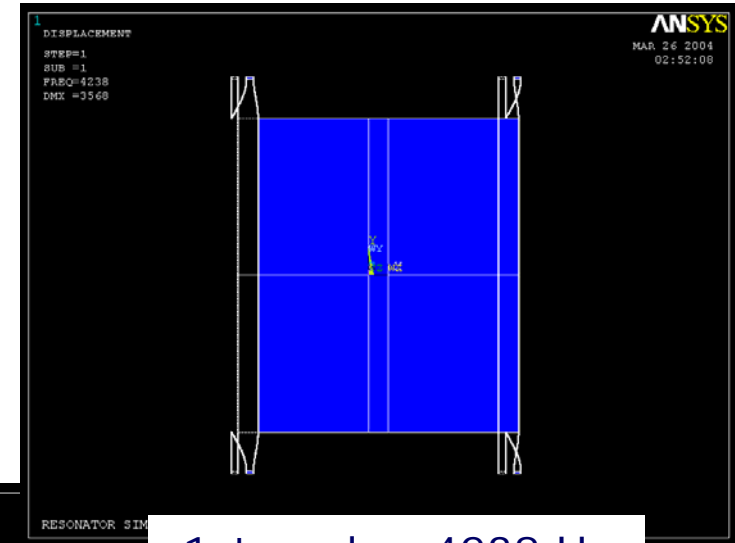 1
DISPLACEMENT
STEP=1
SUB =1
FREQ=4238
DMX =3568
ANSYS
MAR 26 2004
02:52:08
Y
RESONATOR SIM